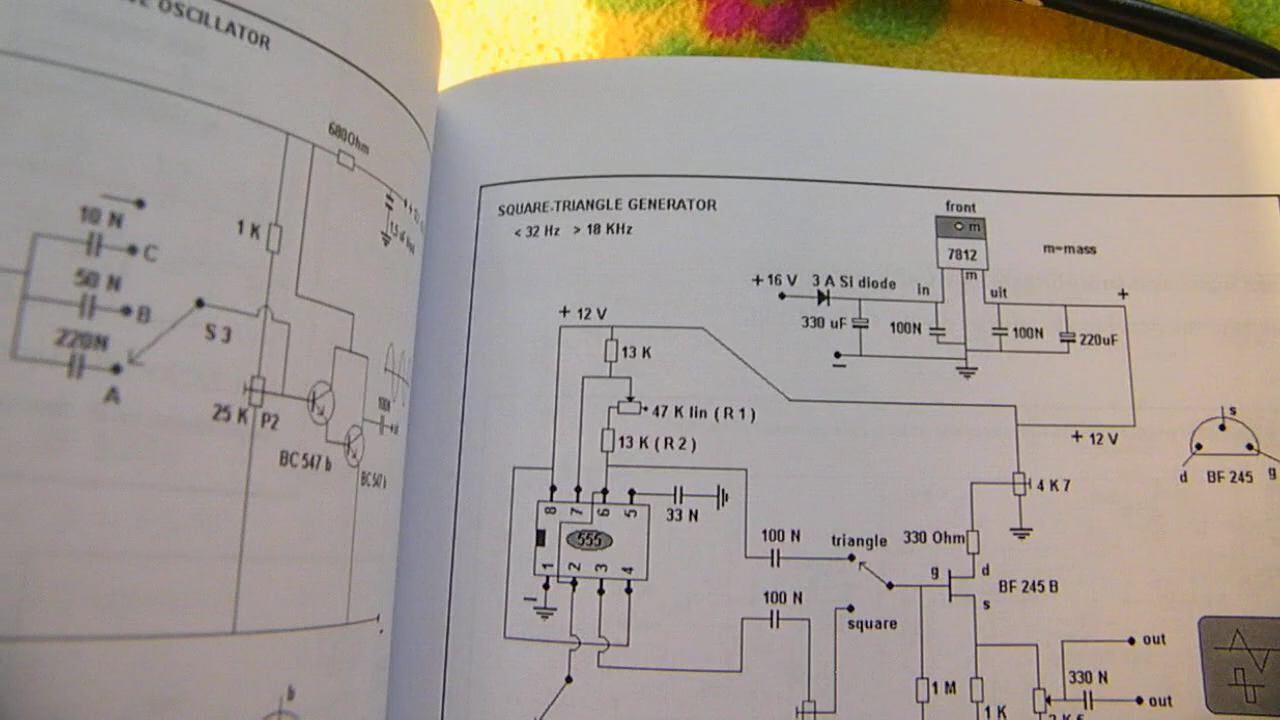 OSCILLATOR
680 Ohm
10 N
C
1 K
50 N
B
S 3
220N
A
25 K
P2
BC 547 b
b
SQUARE-TRIANGLE GENERATOR
< 32 Hz > 18 KHz
front
m
7812
m=mass
m
+ 16 V 3 A SI diode
in
uit
+
330 uF
100N
100N
220uF
–
+ 12 V
13 K
47 K lin ( R 1 )
13 K ( R 2 )
+ 12 V
s
d
BF 245
g
4 K 7
8
7
6
5
33 N
555
1
2
3
4
–
100 N
triangle
330 Ohm
g
d
BF 245 B
s
100 N
square
out
1 M
1 K
330 N
out